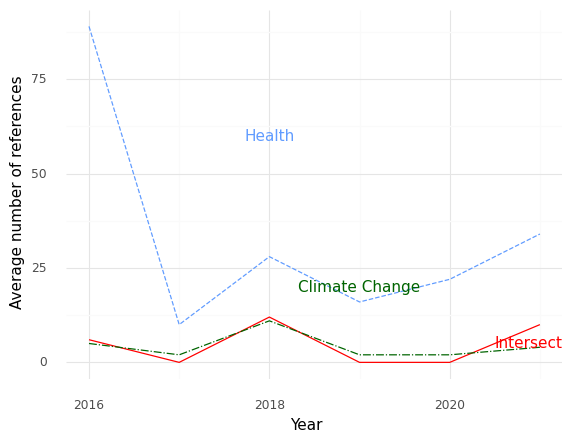 75
Health
50
Average number of references
Climate Change
25
Intersect
0
2016
2018
2020
Year